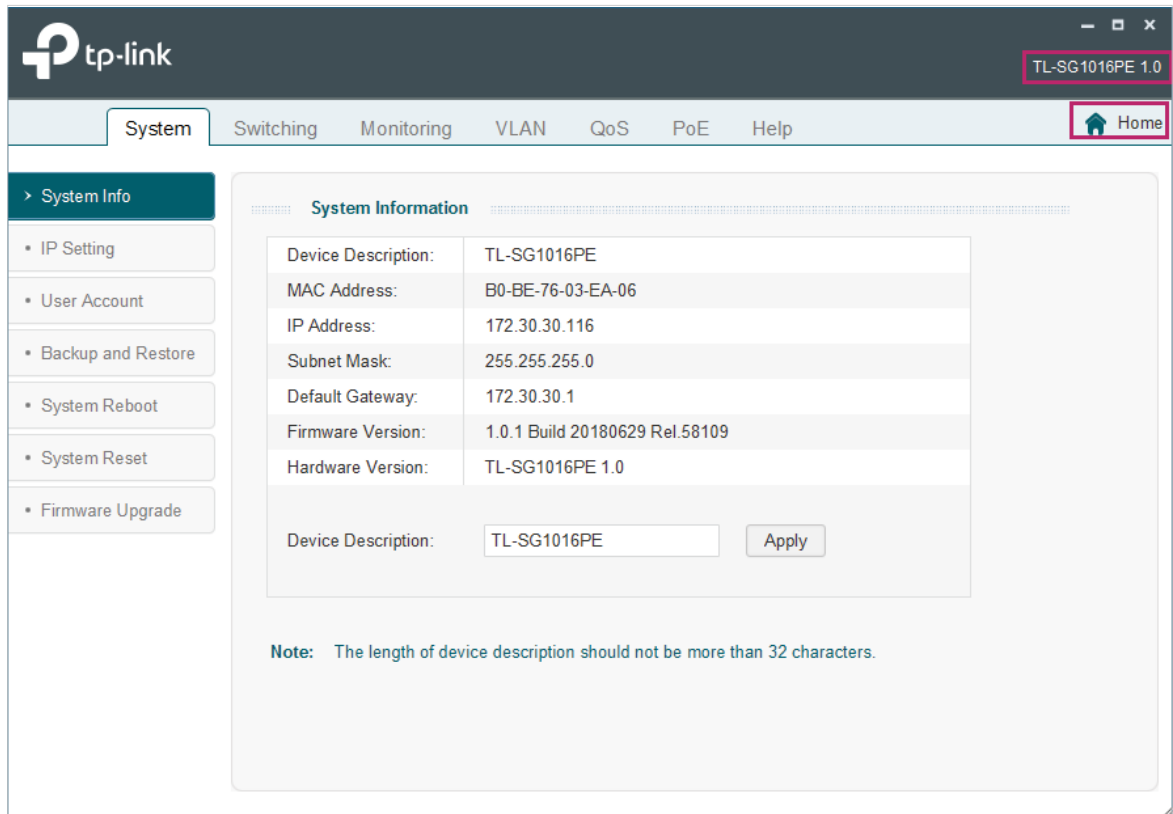 tp-link
TL-SG1016PE 1.0
System Switching Monitoring VLAN QoS PoE Help Home
System Info
IP Setting
User Account
Backup and Restore
System Reboot
System Reset
Firmware Upgrade
System Information
Device Description: TL-SG1016PE
MAC Address: B0-BE-76-03-EA-06
IP Address: 172.30.30.116
Subnet Mask: 255.255.255.0
Default Gateway: 172.30.30.1
Firmware Version: 1.0.1 Build 20180629 Rel.58109
Hardware Version: TL-SG1016PE 1.0
Device Description: TL-SG1016PE Apply
Note: The length of device description should not be more than 32 characters.